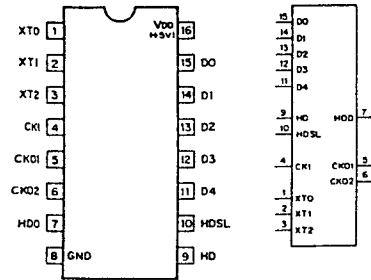 XT0 1 VDD (+5V) 16
XT1 2 15 D0
XT2 3 14 D1
CKI 4 13 D2
CKO1 5 12 D3
CKO2 6 11 D4
HDO 7 10 HDSL
8 GND 9 HD
15 D0
14 D1
13 D2
12 D3
11 D4
9 HD HDO 7
10 HDSL
4 CKI CKO1 5
CKO2 6
1 XT0
2 XT1
3 XT2